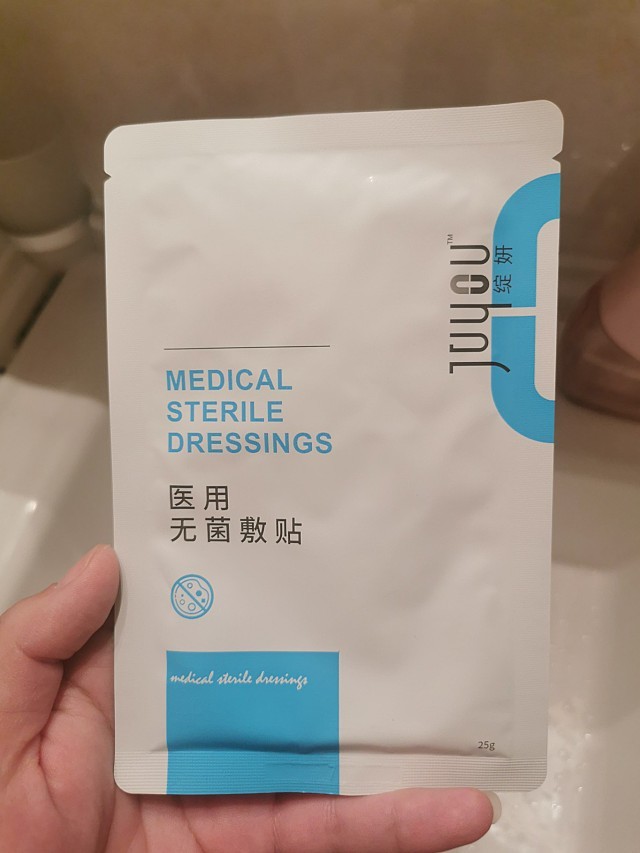 JUYOU™
绽妍
MEDICAL
STERILE
DRESSINGS
医用
无菌敷贴
medical sterile dressings
25g